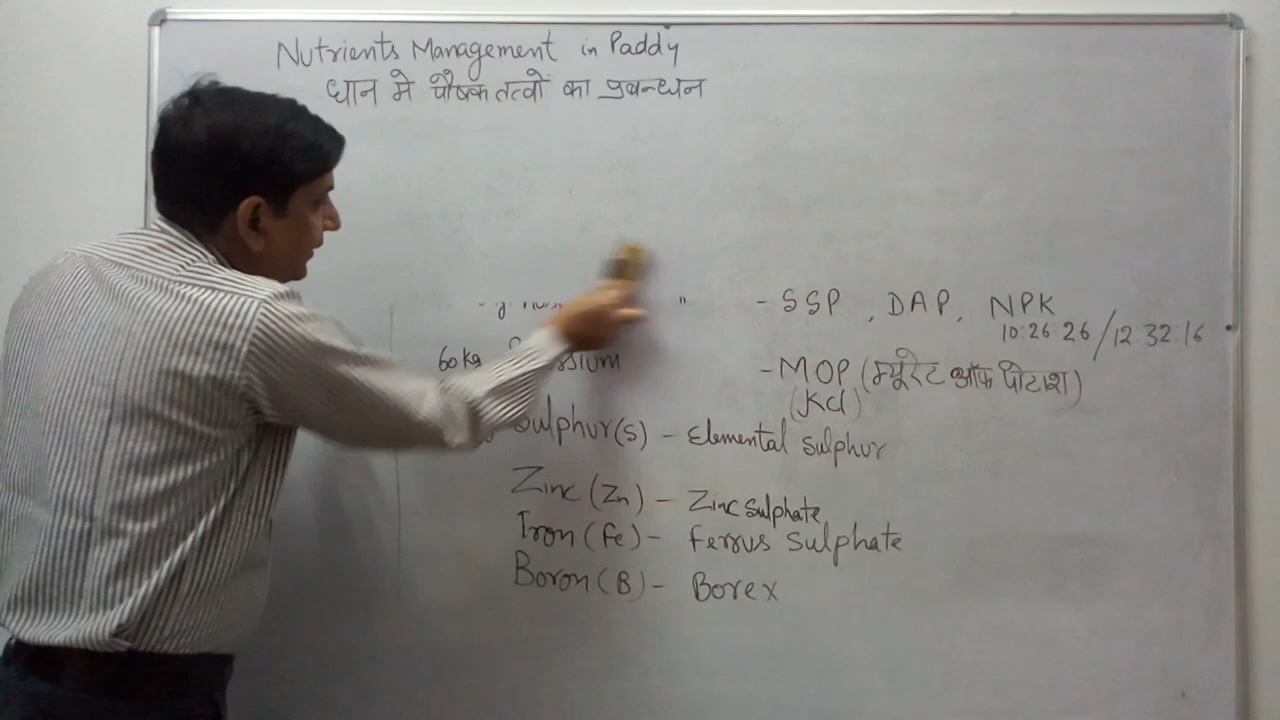 Nutrients Management in Paddy
धान मे पौषक तत्वों का प्रबन्धन
" - SSP, DAP, NPK
10:26:26/12:32:16
60 kg ssium - MOP (म्यूरेट ऑफ पोटाश)
(KCl)
Sulphur(S) - Elemental Sulphur
Zinc (Zn) - Zinc Sulphate
Iron (Fe) - Ferrus Sulphate
Boron (B) - Borex